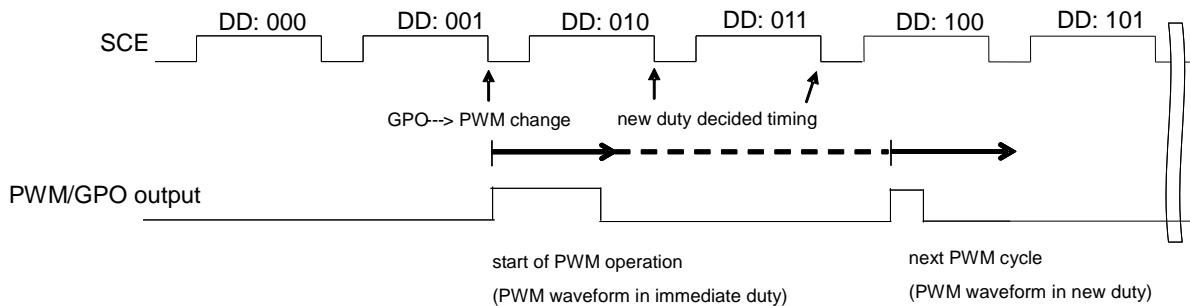 DD: 000 DD: 001 DD: 010 DD: 011 DD: 100 DD: 101
SCE
GPO---> PWM change new duty decided timing
PWM/GPO output
start of PWM operation next PWM cycle
(PWM waveform in immediate duty) (PWM waveform in new duty)